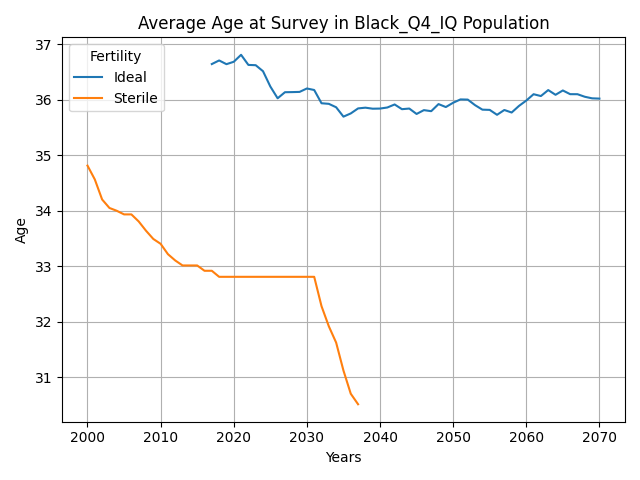 Average Age at Survey in Black_Q4_IQ Population
Fertility
Ideal
Sterile
37
36
35
34
33
32
31
Age
2000 2010 2020 2030 2040 2050 2060 2070
Years